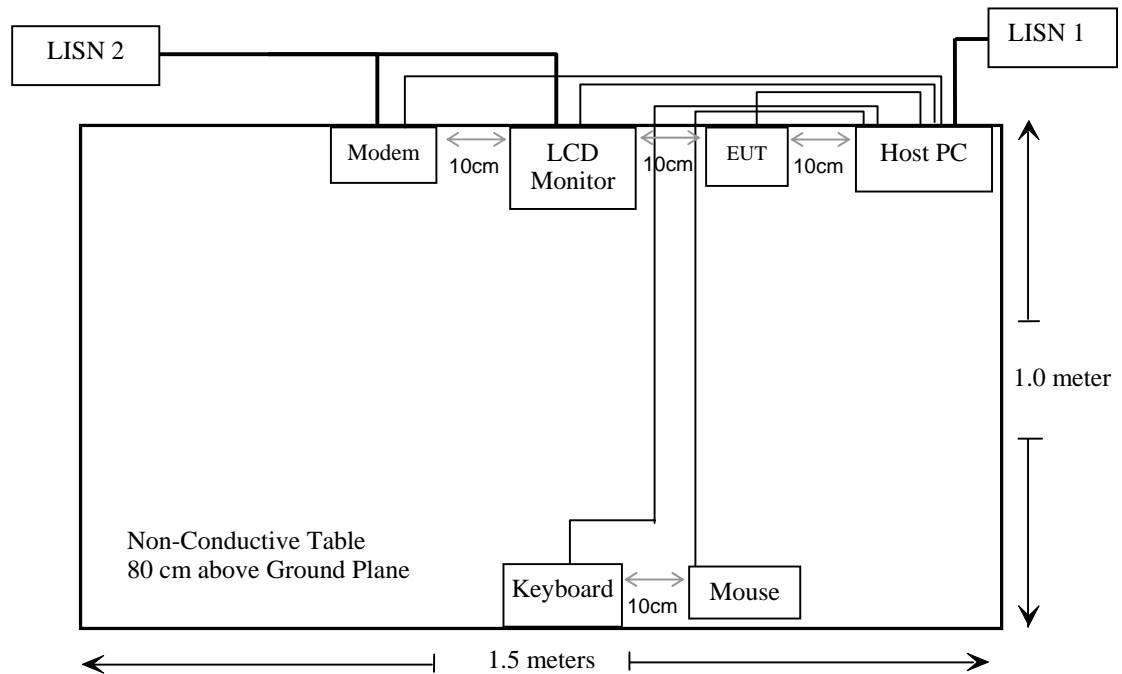 LISN 2
LISN 1
Modem
10cm
LCD
Monitor
10cm
EUT
10cm
Host PC
1.0 meter
Non-Conductive Table
80 cm above Ground Plane
Keyboard
10cm
Mouse
1.5 meters